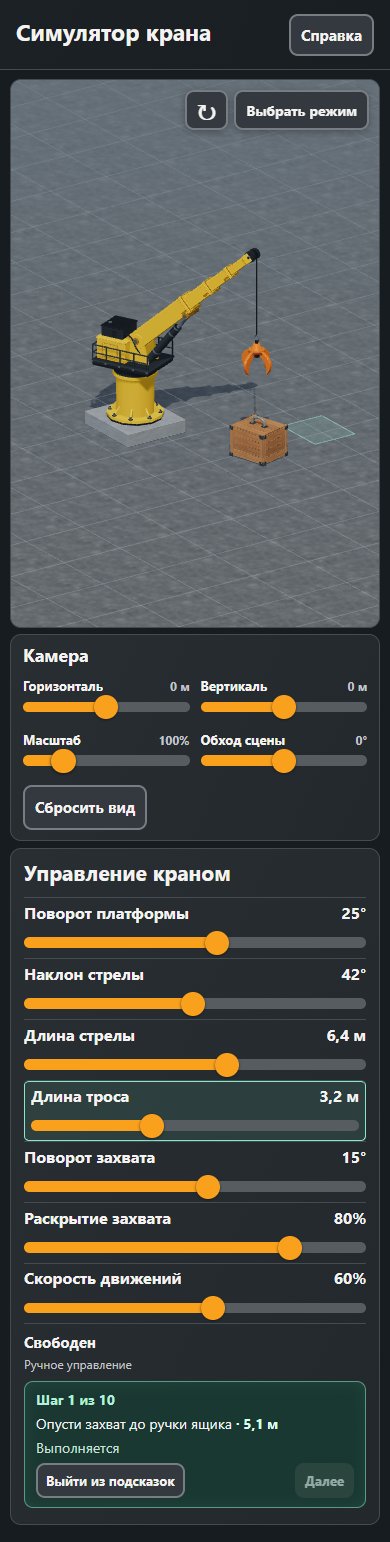 Симулятор крана
Справка
↻ Выбрать режим
Камера
Горизонталь 0 м Вертикаль 0 м
Масштаб 100% Обход сцены 0°
Сбросить вид
Управление краном
Поворот платформы 25°
Наклон стрелы 42°
Длина стрелы 6,4 м
Длина троса 3,2 м
Поворот захвата 15°
Раскрытие захвата 80%
Скорость движений 60%
Свободен
Ручное управление
Шаг 1 из 10
Опусти захват до ручки ящика · 5,1 м
Выполняется
Выйти из подсказок Далее